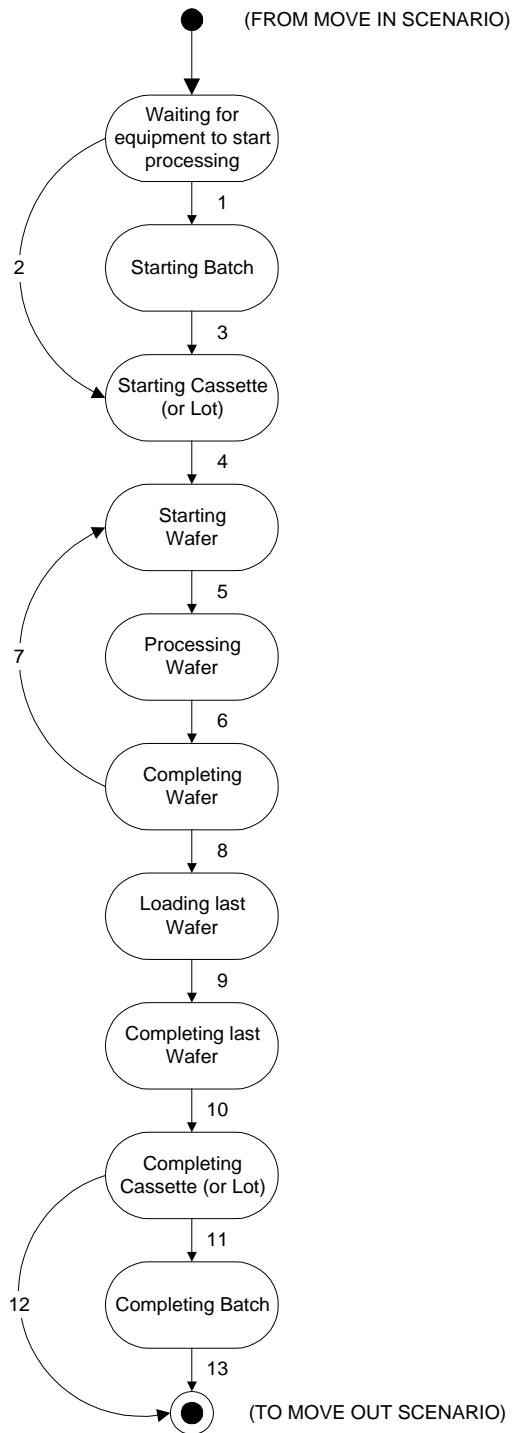 (FROM MOVE IN SCENARIO)
Waiting for
equipment to start
processing
1
2
Starting Batch
3
Starting Cassette
(or Lot)
4
Starting
Wafer
5
7
Processing
Wafer
6
Completing
Wafer
8
Loading last
Wafer
9
Completing last
Wafer
10
Completing
Cassette (or Lot)
11
12
Completing Batch
13
(TO MOVE OUT SCENARIO)